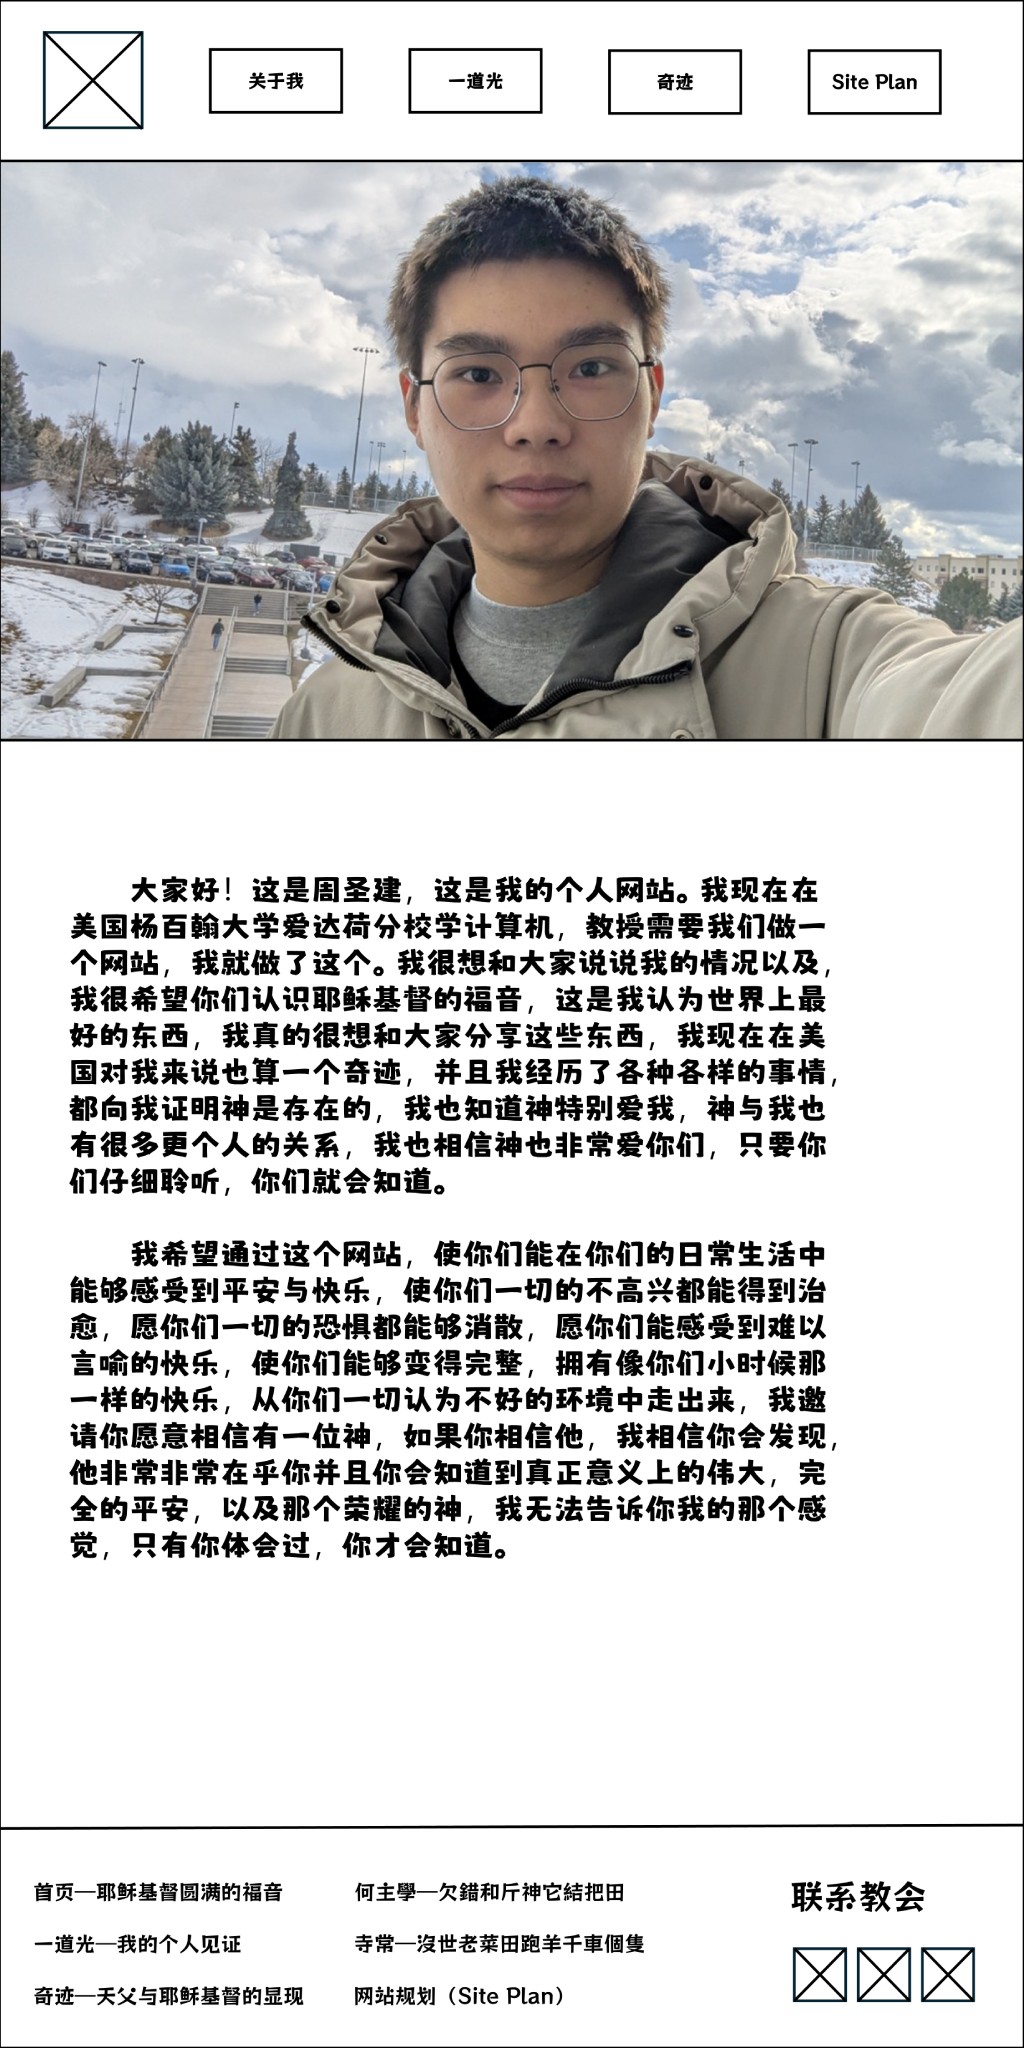 关于我
一道光
奇迹
Site Plan
大家好！这是周圣建，这是我的个人网站。我现在在
美国杨百翰大学爱达荷分校学计算机，教授需要我们做一
个网站，我就做了这个。我很想和大家说说我的情况以及，
我很希望你们认识耶稣基督的福音，这是我认为世界上最
好的东西，我真的很想和大家分享这些东西，我现在在美
国对我来说也算一个奇迹，并且我经历了各种各样的事情，
都向我证明神是存在的，我也知道神特别爱我，神与我也
有很多更个人的关系，我也相信神也非常爱你们，只要你
们仔细聆听，你们就会知道。
我希望通过这个网站，使你们能在你们的日常生活中
能够感受到平安与快乐，使你们一切的不高兴都能得到治
愈，愿你们一切的恐惧都能够消散，愿你们能感受到难以
言喻的快乐，使你们能够变得完整，拥有像你们小时候那
一样的快乐，从你们一切认为不好的环境中走出来，我邀
请你愿意相信有一位神，如果你相信他，我相信你会发现，
他非常非常在乎你并且你会知道到真正意义上的伟大，完
全的平安，以及那个荣耀的神，我无法告诉你我的那个感
觉，只有你体会过，你才会知道。
首页—耶稣基督圆满的福音
一道光—我的个人见证
奇迹—天父与耶稣基督的显现
何主學—欠錯和斤神它結把田
寺常—沒世老菜田跑羊千車個隻
网站规划（Site Plan）
联系教会